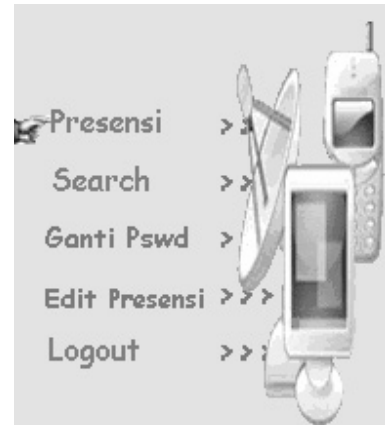 Presensi >>
Search >>
Ganti Pswd >
Edit Presensi >>>
Logout >>>